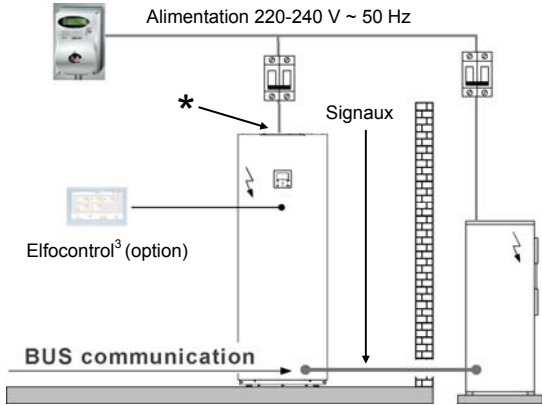 Alimentation 220-240 V ~ 50 Hz
*
Signaux
Elfocontrol³ (option)
BUS communication